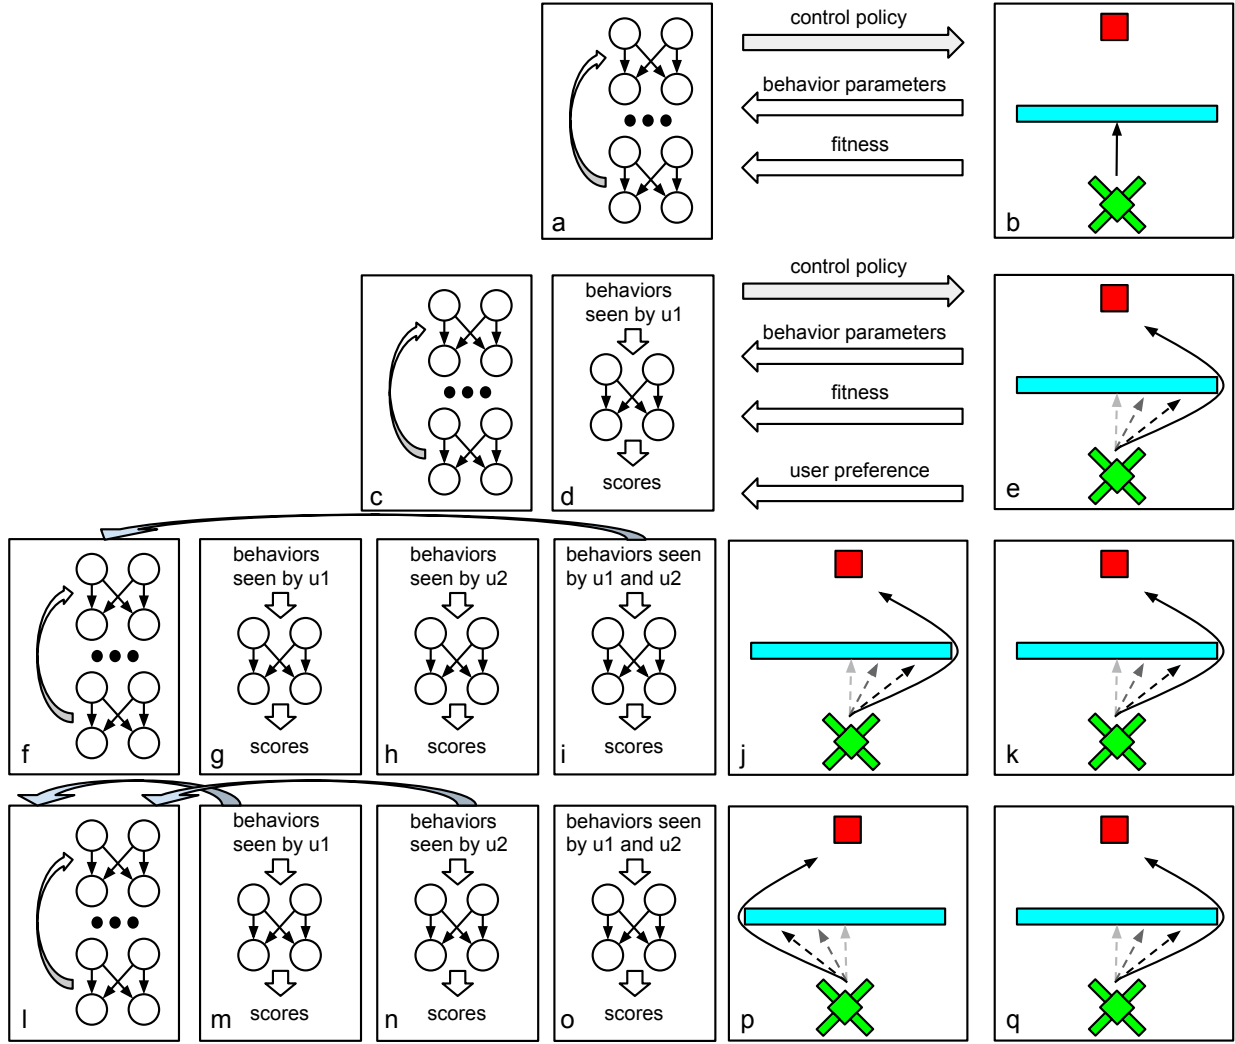 control policy
behavior parameters
fitness
a
b
behaviors
seen by u1
scores
control policy
behavior parameters
fitness
user preference
c
d
e
behaviors
seen by u1
scores
behaviors
seen by u2
scores
behaviors seen
by u1 and u2
scores
f
g
h
i
j
k
behaviors
seen by u1
scores
behaviors
seen by u2
scores
behaviors seen
by u1 and u2
scores
l
m
n
o
p
q